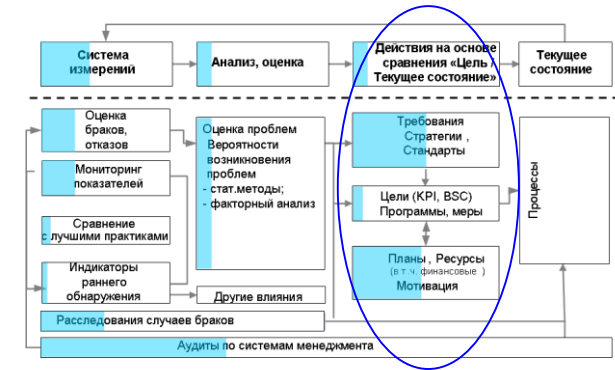 Система
измерений
Анализ, оценка
Действия на основе
сравнения «Цель /
Текущее состояние»
Текущее
состояние
Оценка
браков,
отказов
Мониторинг
показателей
Сравнение
с лучшими практиками
Индикаторы
раннего
обнаружения
Оценка проблем
Вероятности
возникновения
проблем
- стат.методы;
- факторный анализ
Другие влияния
Требования
Стратегии ,
Стандарты
Цели (KPI, BSC)
Программы, меры
Планы , Ресурсы
(в т.ч. финансовые )
Мотивация
Процессы
Расследования случаев браков
Аудиты по системам менеджмента